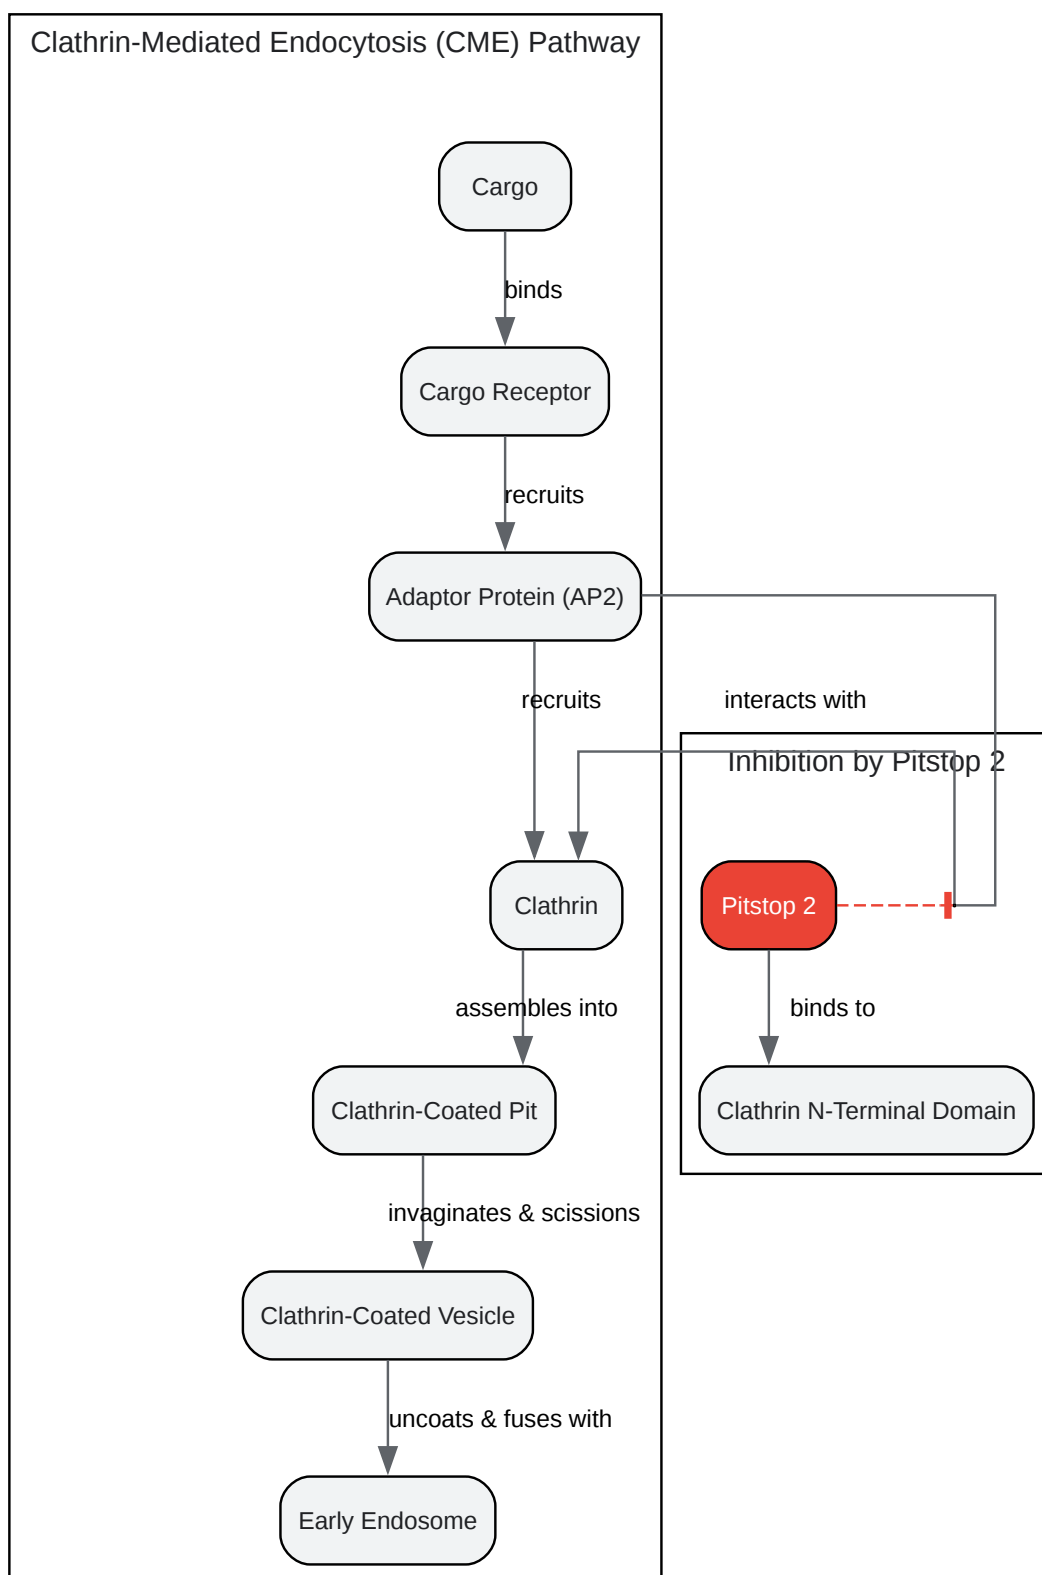 Clathrin-Mediated Endocytosis (CME) Pathway
Cargo
binds
Cargo Receptor
recruits
Adaptor Protein (AP2)
recruits
interacts with
Inhibition by Pitstop 2
Clathrin
Pitstop 2
assembles into
binds to
Clathrin-Coated Pit
Clathrin N-Terminal Domain
invaginates & scissions
Clathrin-Coated Vesicle
uncoats & fuses with
Early Endosome